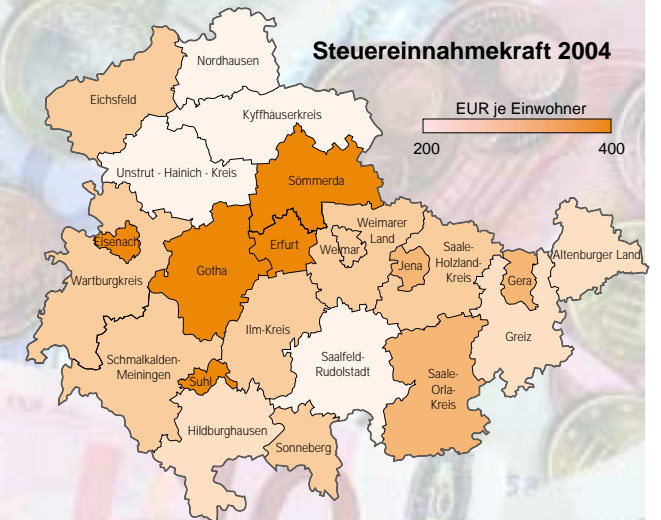 Steuereinnahmekraft 2004
EUR je Einwohner
200
400
Nordhausen
Eichsfeld
Kyffhäuserkreis
Unstrut - Hainich - Kreis
Sömmerda
Eisenach
Erfurt
Gotha
Wartburgkreis
Weimar
Weimarer
Land
Jena
Saale-
Holzland-
Kreis
Gera
Altenburger Land
Greiz
Ilm-Kreis
Schmalkalden-
Meiningen
Suhl
Saalfeld-
Rudolstadt
Saale-
Orla-
Kreis
Hildburghausen
Sonneberg